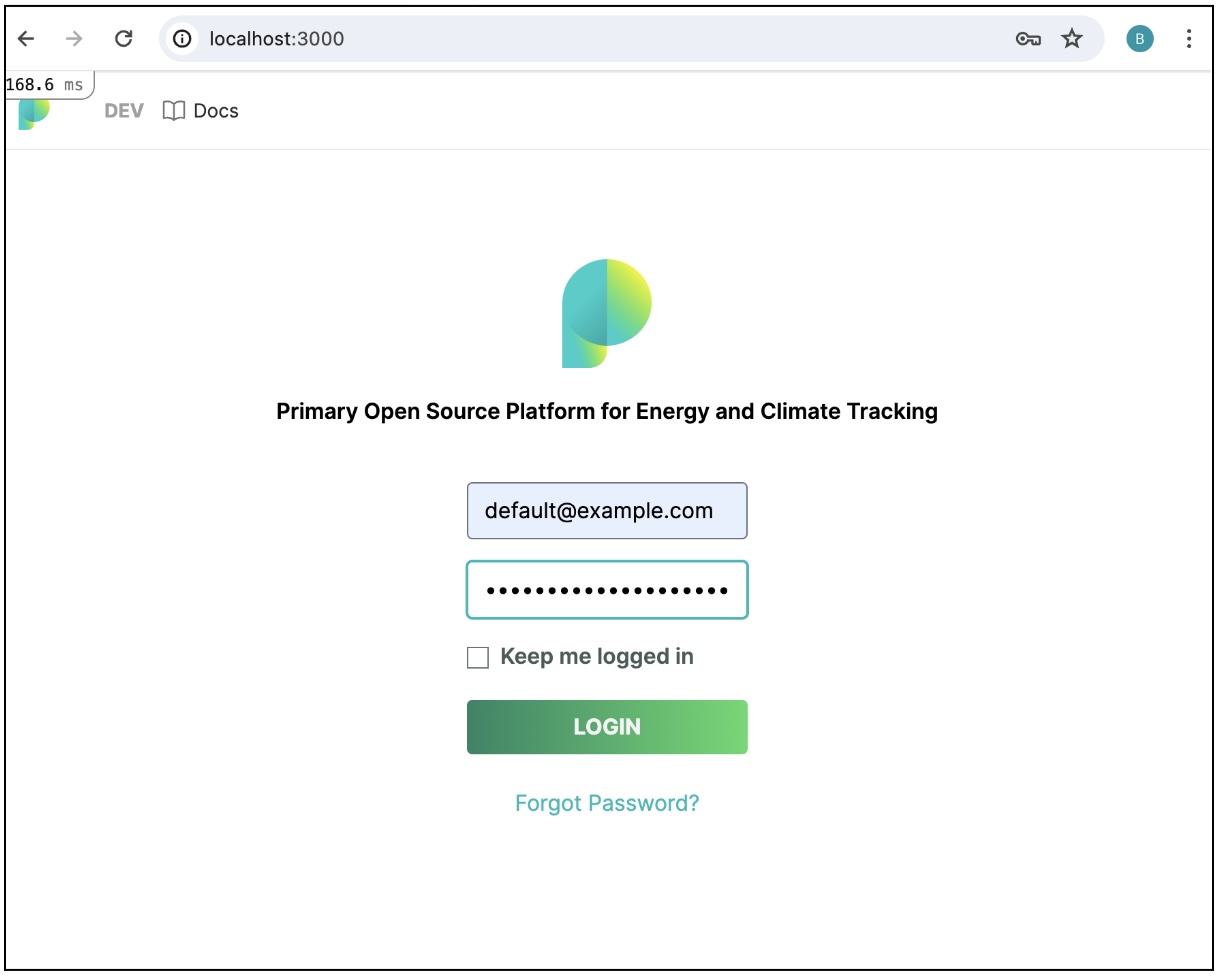 localhost:3000
B
168.6 ms
DEV Docs
Primary Open Source Platform for Energy and Climate Tracking
default@example.com
••••••••••••••••••••
Keep me logged in
LOGIN
Forgot Password?